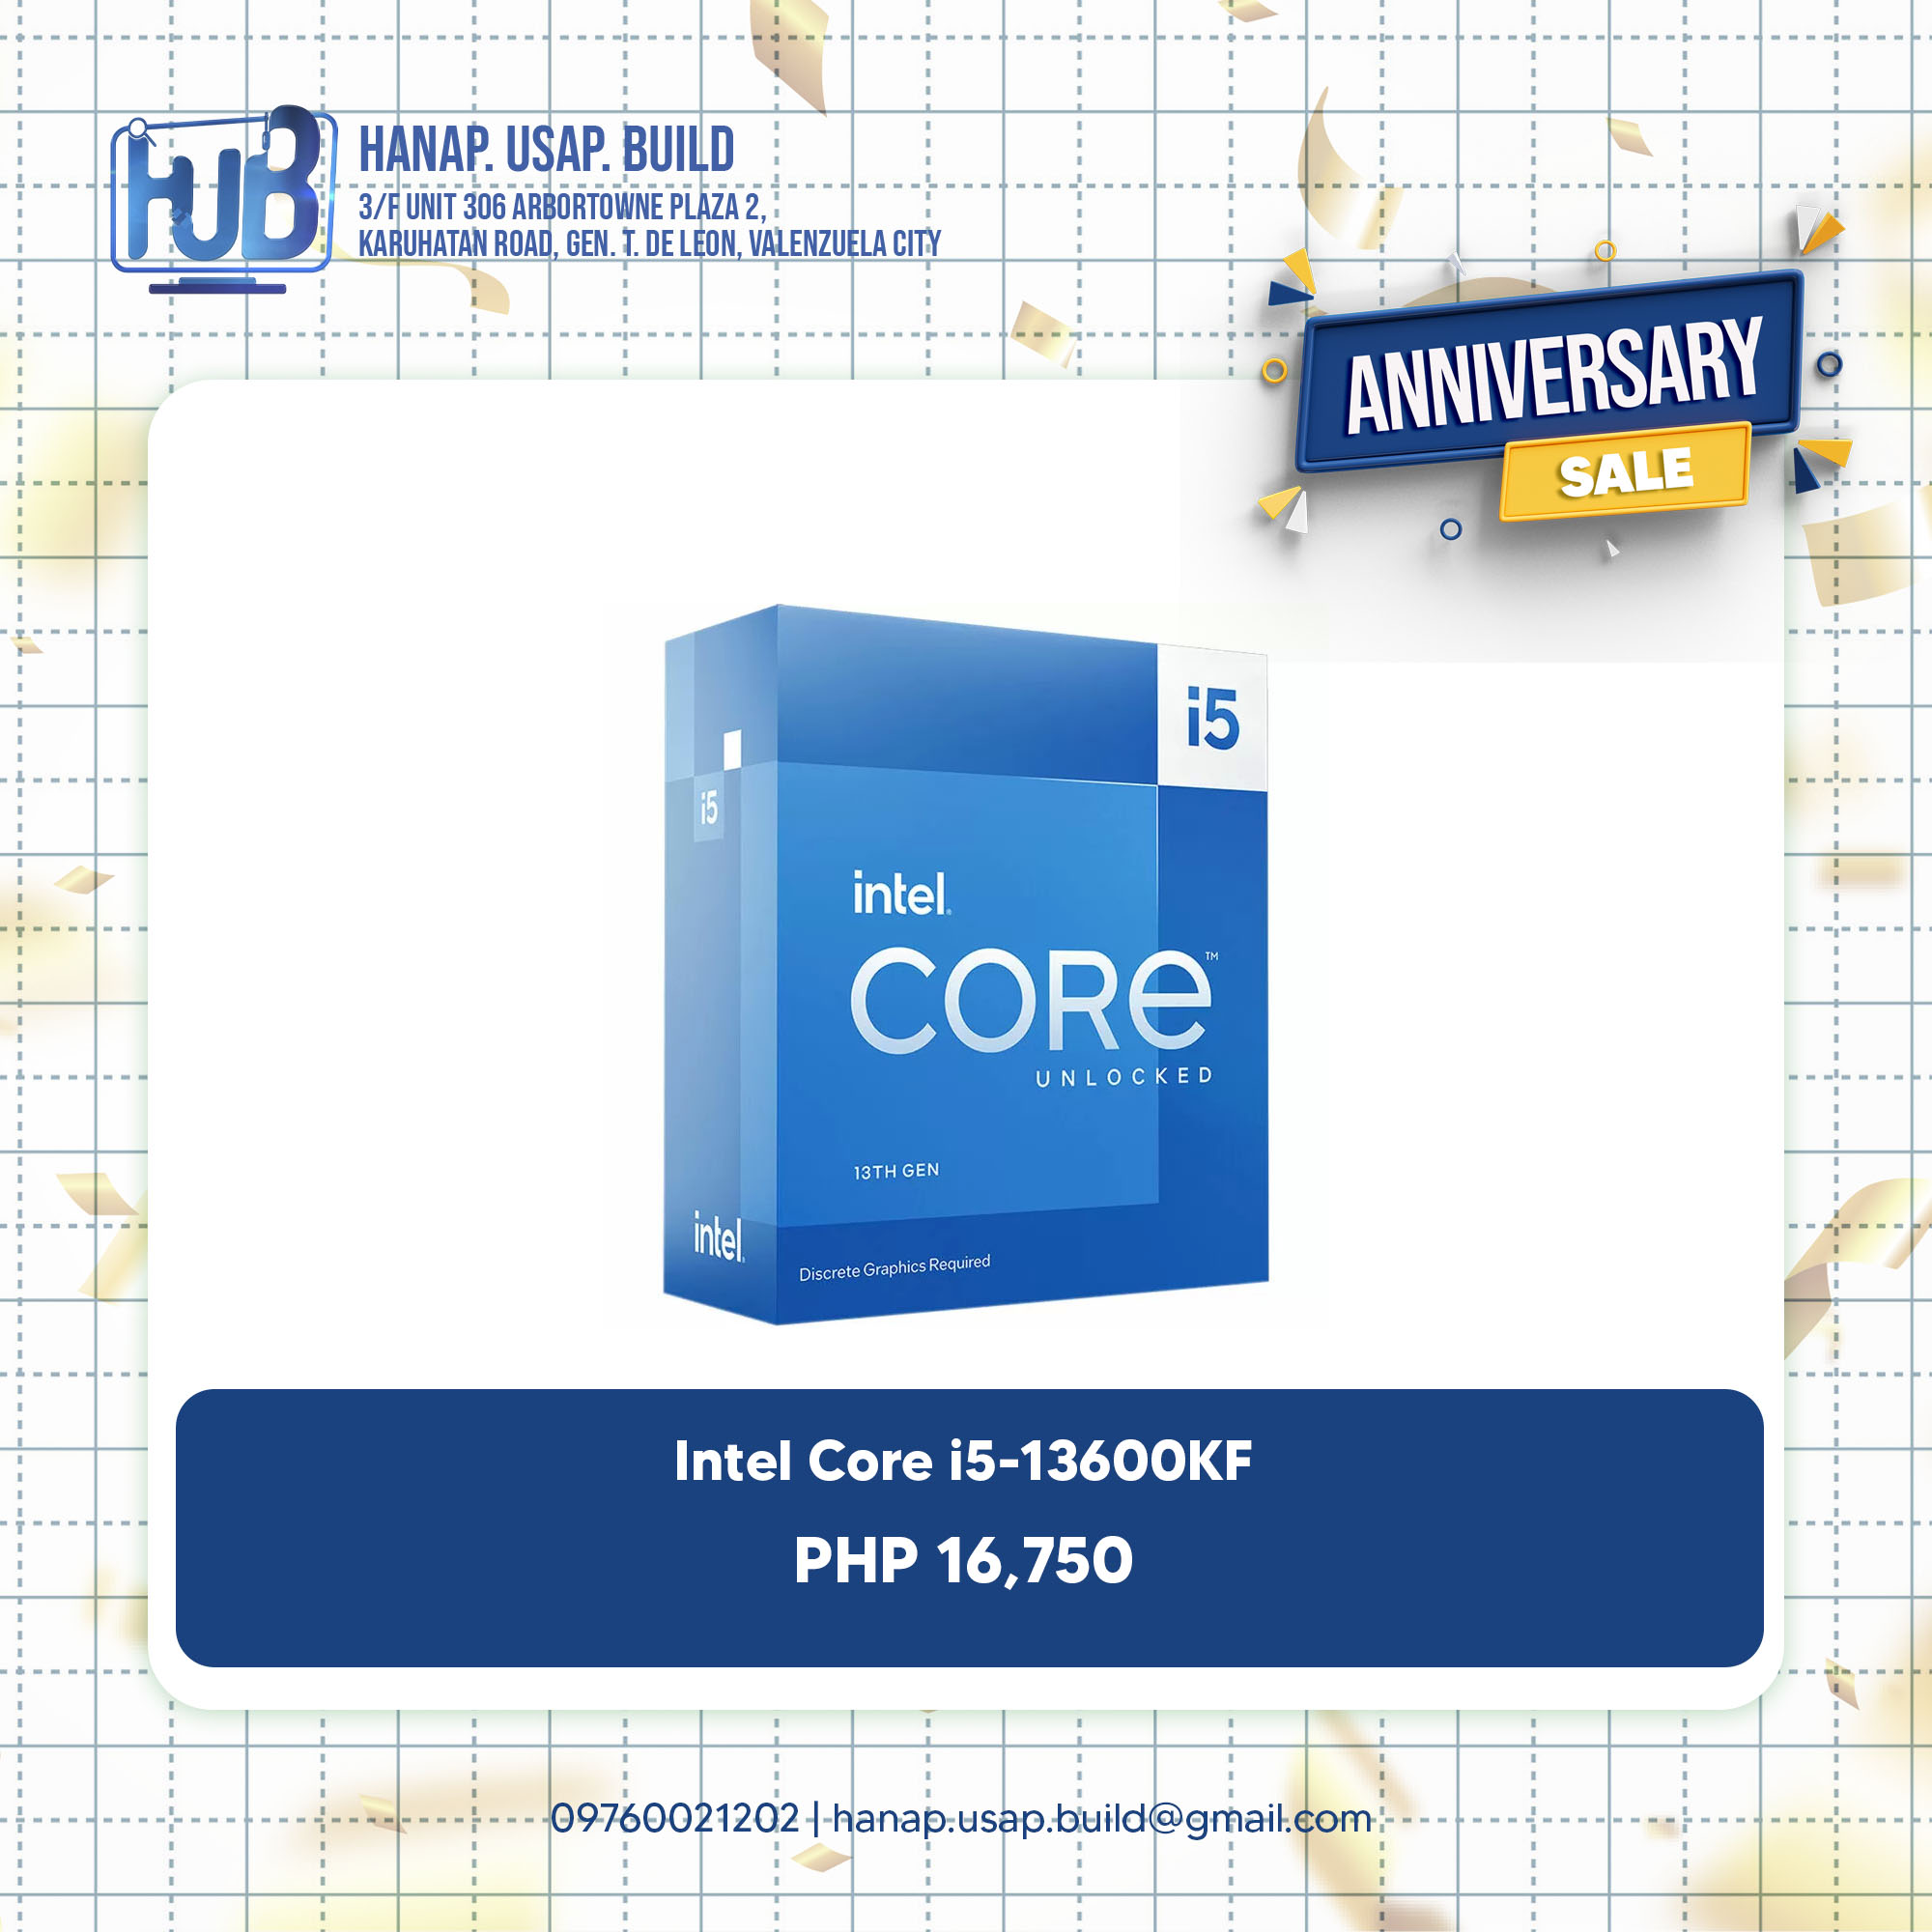 HUB
HANAP. USAP. BUILD
3/F UNIT 306 ARBORTOWNE PLAZA 2,
KARUHATAN ROAD, GEN. T. DE LEON, VALENZUELA CITY
ANNIVERSARY
SALE
i5
i5
intel.
CORE™
UNLOCKED
13TH GEN
intel.
Discrete Graphics Required
Intel Core i5-13600KF
PHP 16,750
09760021202 | hanap.usap.build@gmail.com